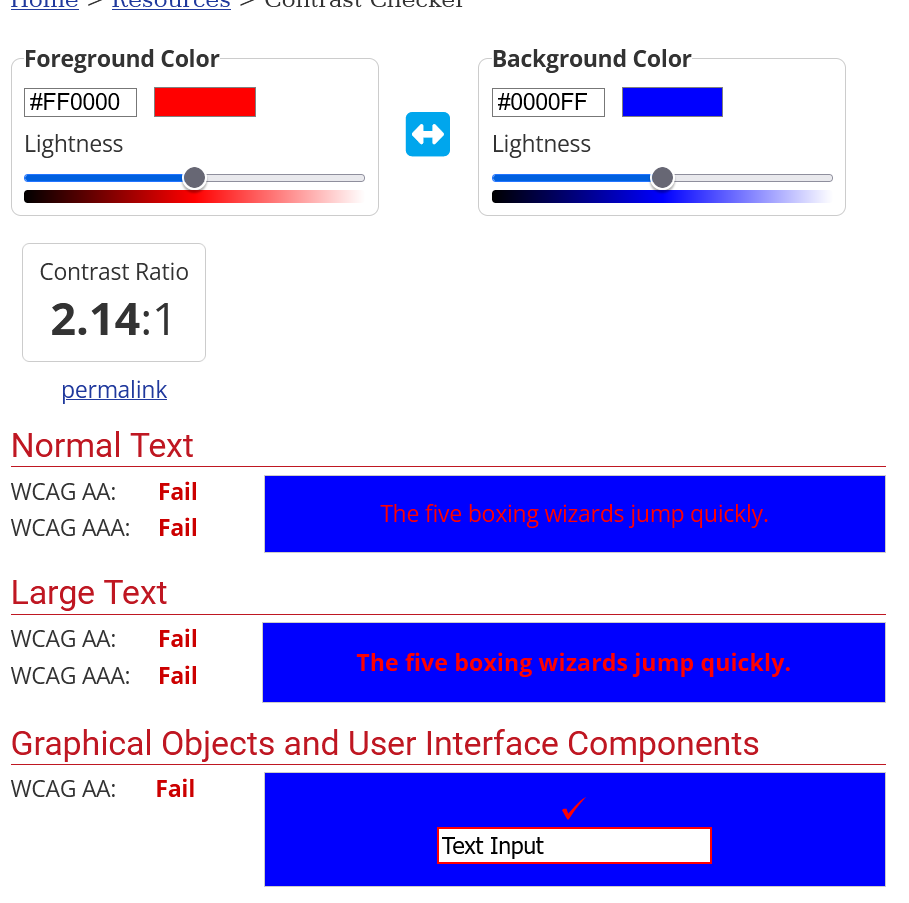 Home > Resources > Contrast Checker
Foreground Color
#FF0000
Lightness
Background Color
#0000FF
Lightness
Contrast Ratio
2.14:1
permalink
Normal Text
WCAG AA: Fail
WCAG AAA: Fail
The five boxing wizards jump quickly.
Large Text
WCAG AA: Fail
WCAG AAA: Fail
The five boxing wizards jump quickly.
Graphical Objects and User Interface Components
WCAG AA: Fail
✓
Text Input